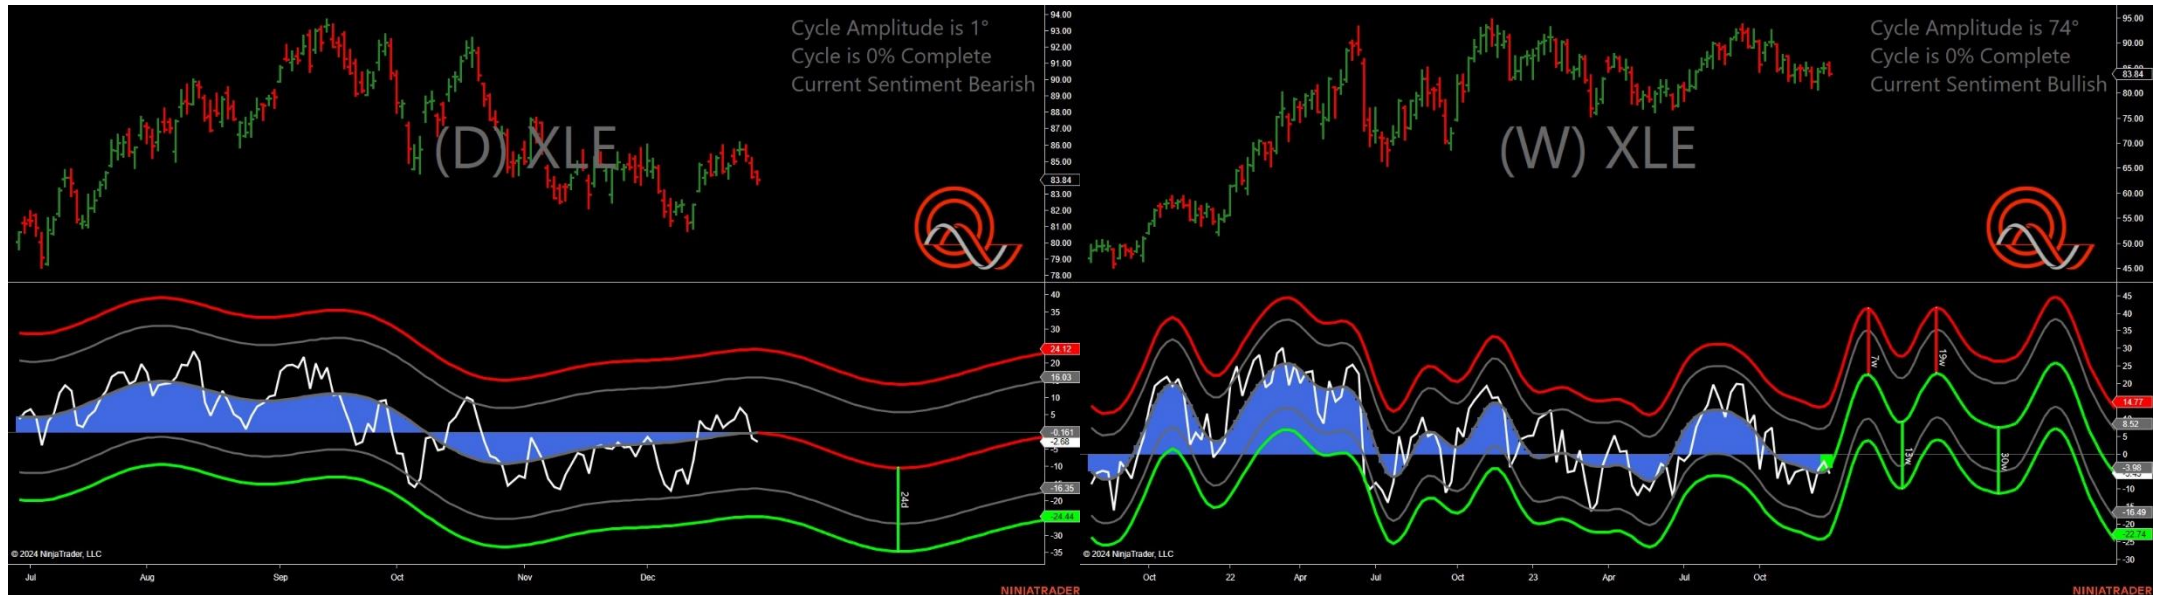 Cycle Amplitude is 1°
Cycle is 0% Complete
Current Sentiment Bearish
(D) XLE
94.00
93.00
92.00
91.00
90.00
89.00
88.00
87.00
86.00
85.00
83.84
83.00
82.00
81.00
80.00
79.00
78.00
40
35
30
24.12
20
16.03
10
5
-0.161
-2.68
-5
-10
-16.35
-20
-24.44
-30
-35
24d
© 2024 NinjaTrader, LLC
Jul
Aug
Sep
Oct
Nov
Dec
NINJATRADER
Cycle Amplitude is 74°
Cycle is 0% Complete
Current Sentiment Bullish
(W) XLE
95.00
90.00
83.84
80.00
75.00
70.00
65.00
60.00
55.00
50.00
45.00
45
40
35
30
25
20
14.77
8.52
5
0
-3.98
-10
-16.49
-20
-22.74
-25
-30
7w
19w
13w
30w
© 2024 NinjaTrader, LLC
Oct
22
Apr
Jul
Oct
23
Apr
Jul
Oct
NINJATRADER